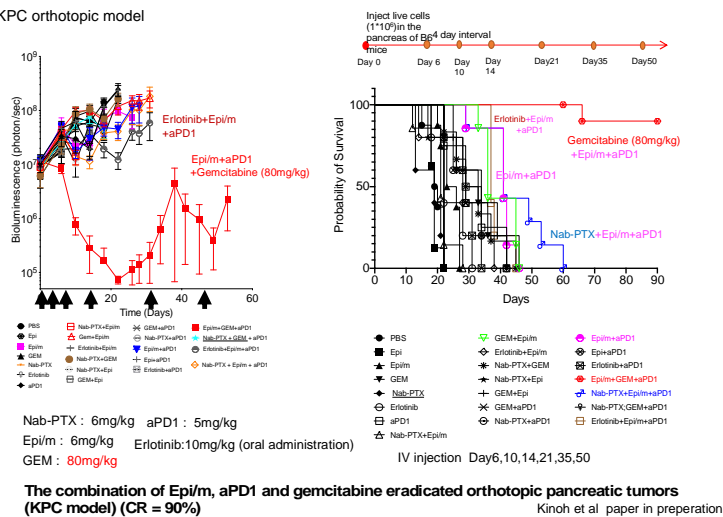 KPC orthotopic model
Inject live cells
(1*10⁶)in the
pancreas of B6
mice
4 day interval
Day 0
Day 6
Day
10
Day
14
Day21
Day35
Day50
Bioluminescence (photon/sec)
10⁹
10⁸
10⁷
10⁶
10⁵
20
40
60
Time (Days)
Erlotinib+Epi/m
+aPD1
Epi/m+aPD1
+Gemcitabine (80mg/kg)
PBS
Epi
Epi/m
GEM
Nab-PTX
Erlotinib
aPD1
Nab-PTX+Epi/m
Gem+Epi/m
Erlotinib+Epi/m
Nab-PTX+GEM
Nab-PTX+Epi
GEM+Epi
GEM+aPD1
Nab-PTX+aPD1
Epi/m+aPD1
Epi+aPD1
Erlotinib+aPD1
Epi/m+GEM+aPD1
Nab-PTX + GEM + aPD1
Erlotinib+Epi/m+aPD1
Nab-PTX + Epi/m + aPD1
Probability of Survival
100
50
0
0
10
20
30
40
50
60
70
80
90
Days
Erlotinib+Epi/m
+aPD1
Epi/m+aPD1
Gemcitabine (80mg/kg)
+Epi/m+aPD1
Nab-PTX+Epi/m+aPD1
PBS
Epi
Epi/m
GEM
Nab-PTX
Erlotinib
aPD1
Nab-PTX+Epi/m
GEM+Epi/m
Erlotinib+Epi/m
Nab-PTX+GEM
Nab-PTX+Epi
GEM+Epi
GEM+aPD1
Nab-PTX+aPD1
Epi/m+aPD1
Epi+aPD1
Erlotinib+aPD1
Epi/m+GEM+aPD1
Nab-PTX+Epi/m+aPD1
Nab-PTX;GEM+aPD1
Erlotinib+Epi/m+aPD1
Nab-PTX : 6mg/kg aPD1 : 5mg/kg
Epi/m : 6mg/kg Erlotinib:10mg/kg (oral administration)
GEM : 80mg/kg
IV injection Day6,10,14,21,35,50
The combination of Epi/m, aPD1 and gemcitabine eradicated orthotopic pancreatic tumors
(KPC model) (CR = 90%)
Kinoh et al paper in preperation